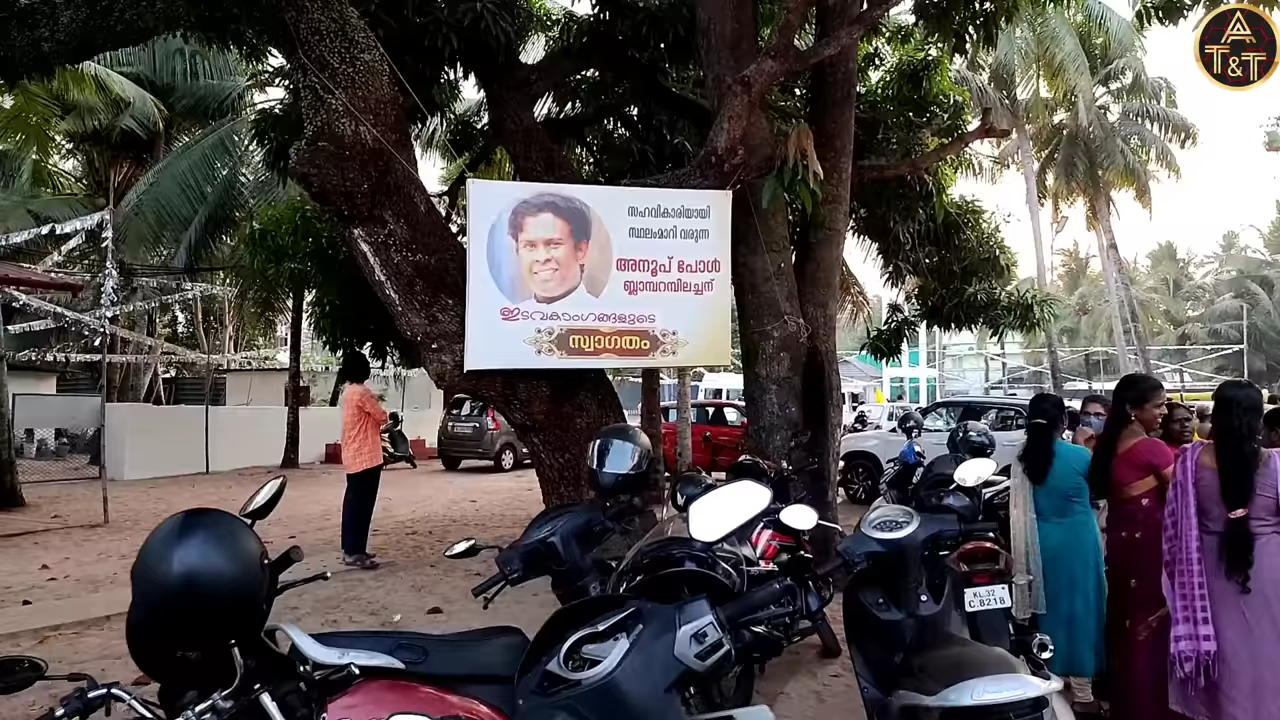 A
T&T
സഹവികാരിയായി
സ്ഥലംമാറി വരുന്ന
അനൂപ് പോൾ
ബ്ലാമ്പറമ്പിലച്ചന്
ഇടവകാംഗങ്ങളുടെ
സ്വാഗതം
KL.32
C.8218